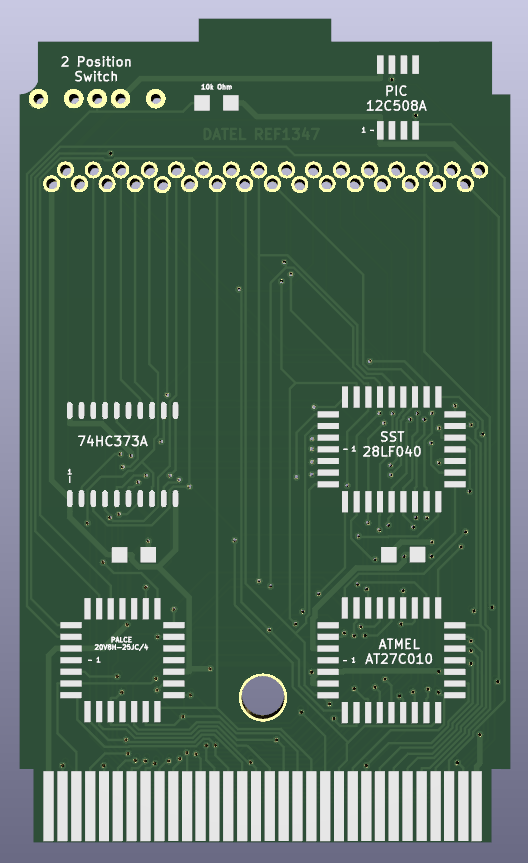 2 Position
Switch
10k Ohm
PIC
12C508A
1 -
DATEL REF1347
74HC373A
1
SST
28LF040
- 1
PALCE
20V8H-25JC/4
- 1
ATMEL
AT27C010
- 1